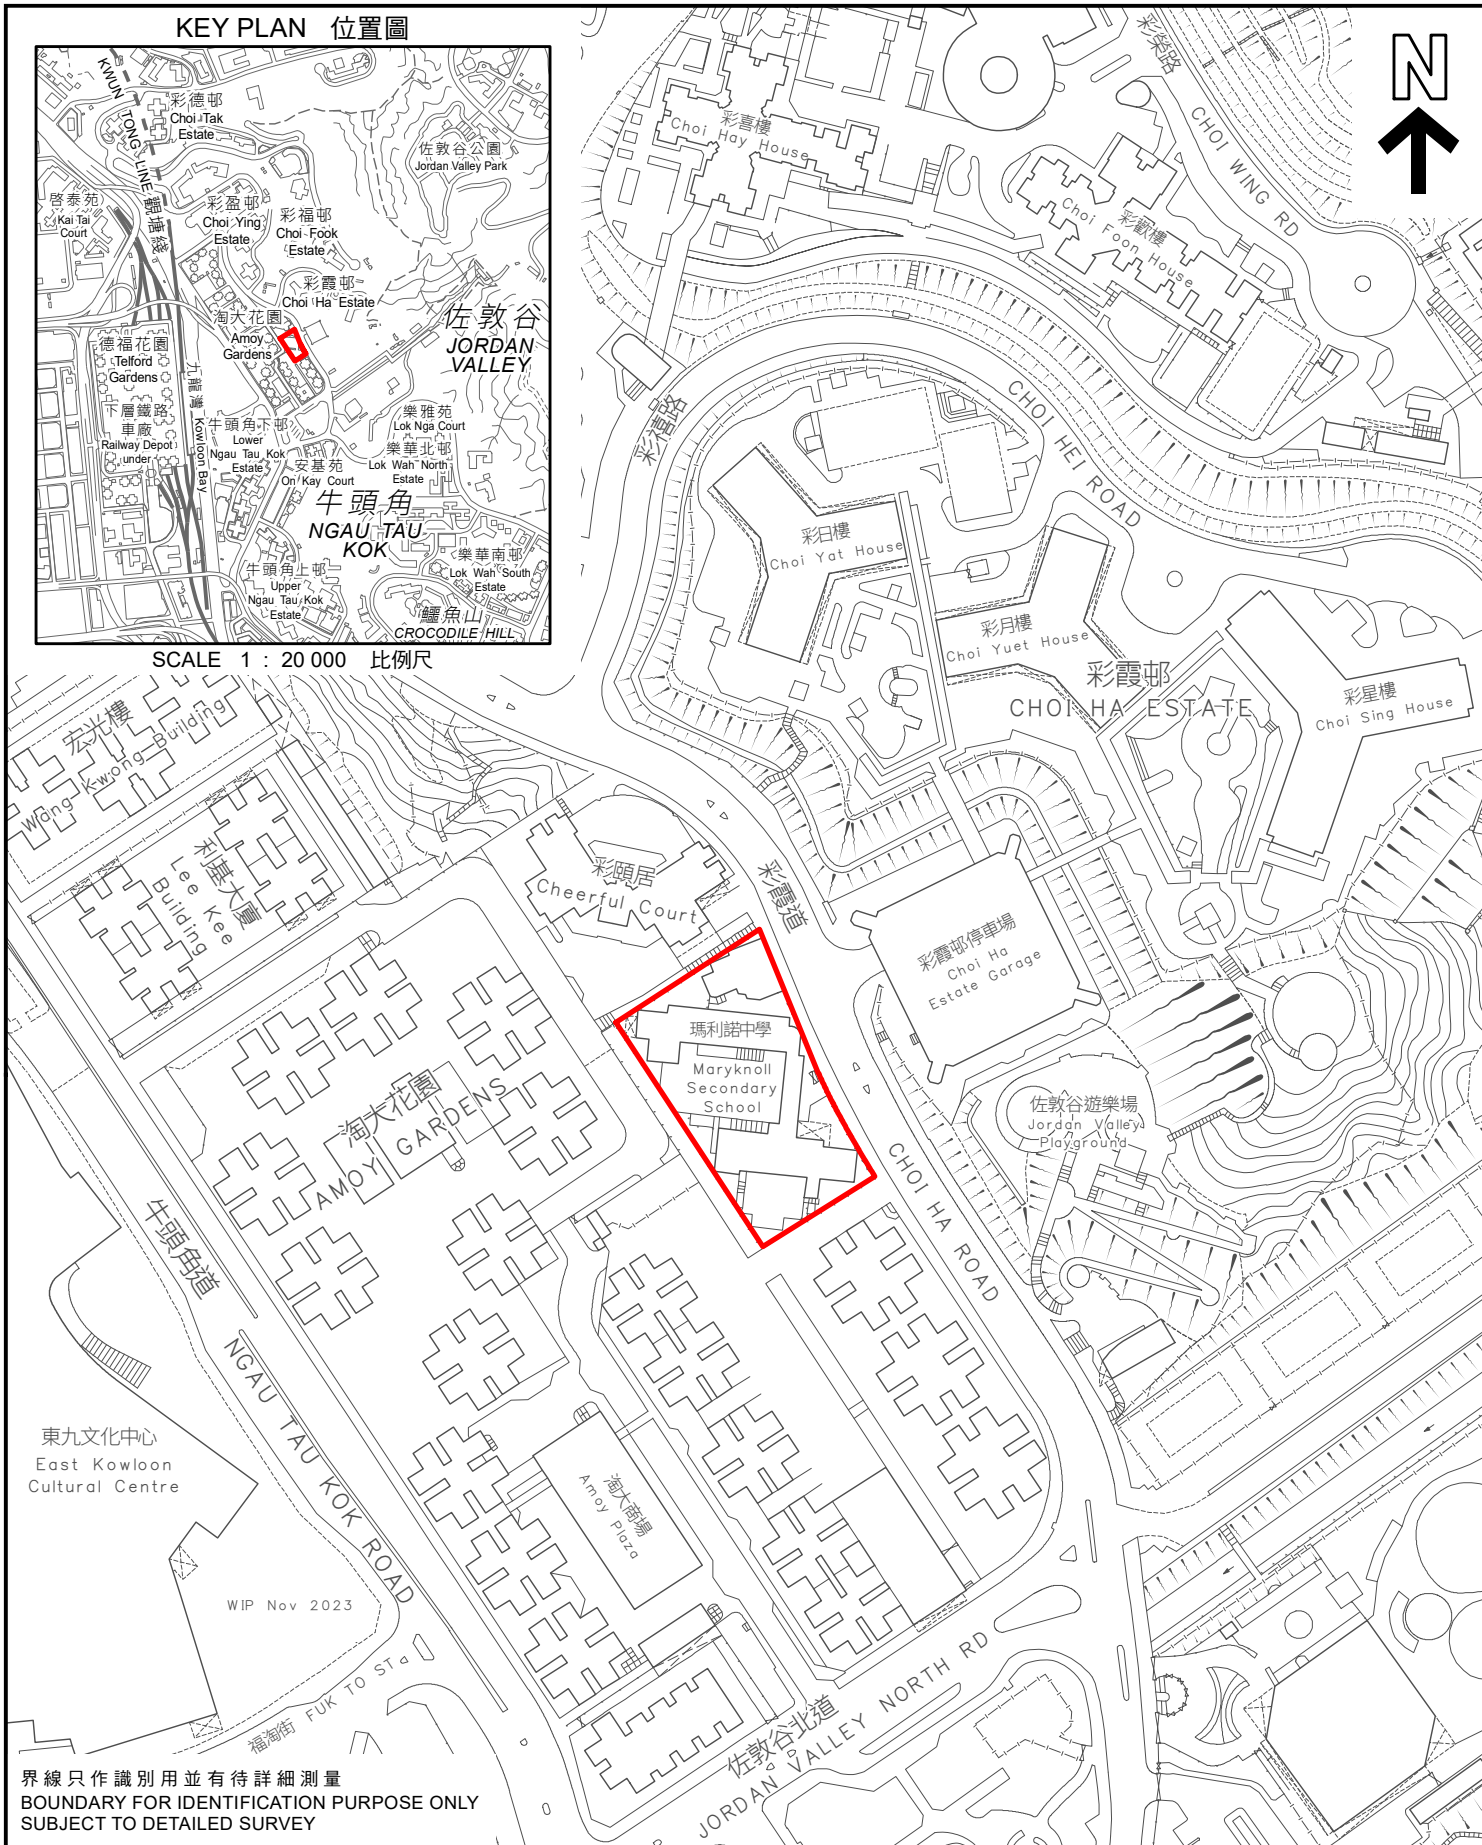 KEY PLAN 位置圖
彩德邨
Choi Tak
Estate
KWUN TONG LINE 觀塘綫
佐敦谷公園
Jordan Valley Park
啓泰苑
Kai Tai
Court
彩盈邨
Choi Ying
Estate
彩福邨
Choi Fook
Estate
彩霞邨
Choi Ha Estate
淘大花園
Amoy
Gardens
佐敦谷
JORDAN
VALLEY
德福花園
Telford
Gardens
九龍灣 Kowloon Bay
下層鐵路
車廠
Railway Depot
under
牛頭角下邨
Lower
Ngau Tau Kok
Estate
樂雅苑
Lok Nga Court
樂華北邨
Lok Wah North
Estate
安基苑
On Kay Court
牛頭角
NGAU TAU
KOK
樂華南邨
Lok Wah South
Estate
牛頭角上邨
Upper
Ngau Tau Kok
Estate
鱷魚山
CROCODILE HILL
SCALE 1 : 20 000 比例尺
N
彩榮路
CHOI WING RD
彩喜樓
Choi Hay House
彩歡樓
Choi
Foon House
彩禧路
CHOI HEI ROAD
彩日樓
Choi Yat House
彩月樓
Choi Yuet House
彩霞邨
CHOI HA ESTATE
彩星樓
Choi Sing House
宏光樓
Wang Kwong Building
利基大廈
Lee Kee
Building
彩頤居
Cheerful Court
彩霞道
彩霞邨停車場
Choi Ha
Estate Garage
瑪利諾中學
Maryknoll
Secondary
School
淘大花園
AMOY GARDENS
佐敦谷遊樂場
Jordan Valley
Playground
CHOI HA ROAD
牛頭角道
NGAU TAU KOK ROAD
東九文化中心
East Kowloon
Cultural Centre
淘大商場
Amoy Plaza
WIP Nov 2023
福淘街 FUK TO ST
佐敦谷北道
JORDAN VALLEY NORTH RD
界線只作識別用並有待詳細測量
BOUNDARY FOR IDENTIFICATION PURPOSE ONLY
SUBJECT TO DETAILED SURVEY